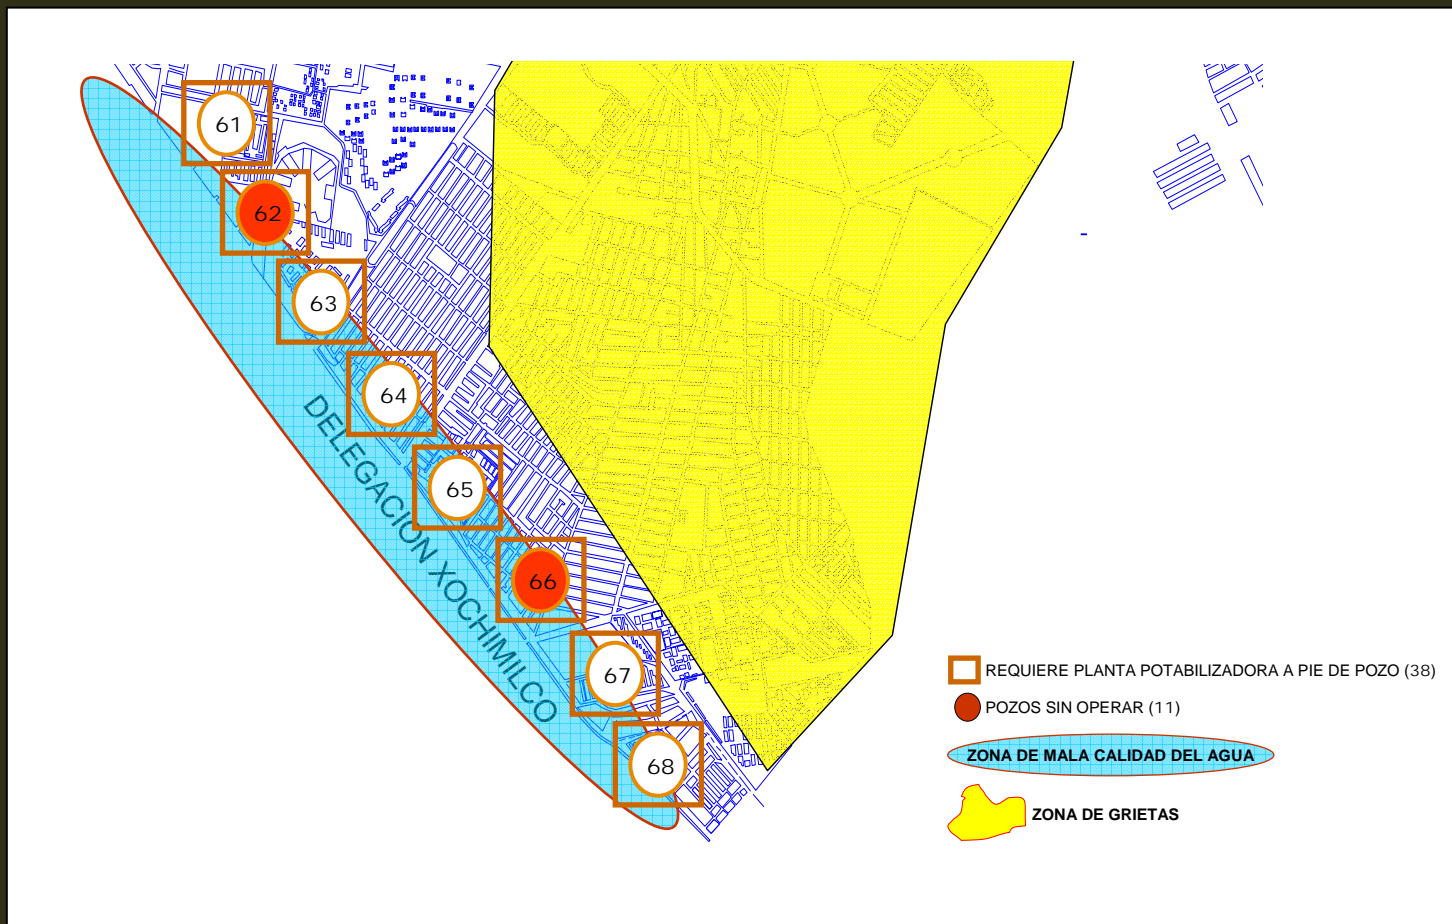 61
62
63
64
65
66
67
68
DELEGACION XOCHIMILCO
REQUIERE PLANTA POTABILIZADORA A PIE DE POZO (38)
POZOS SIN OPERAR (11)
ZONA DE MALA CALIDAD DEL AGUA
ZONA DE GRIETAS